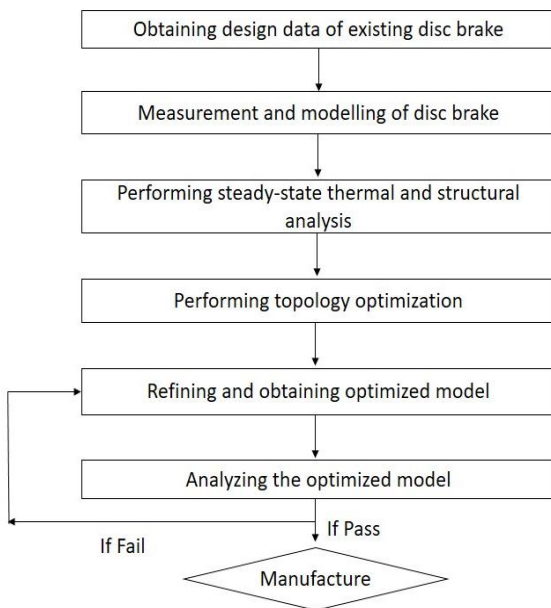 Obtaining design data of existing disc brake
Measurement and modelling of disc brake
Performing steady-state thermal and structural
analysis
Performing topology optimization
Refining and obtaining optimized model
Analyzing the optimized model
If Pass
If Fail
Manufacture